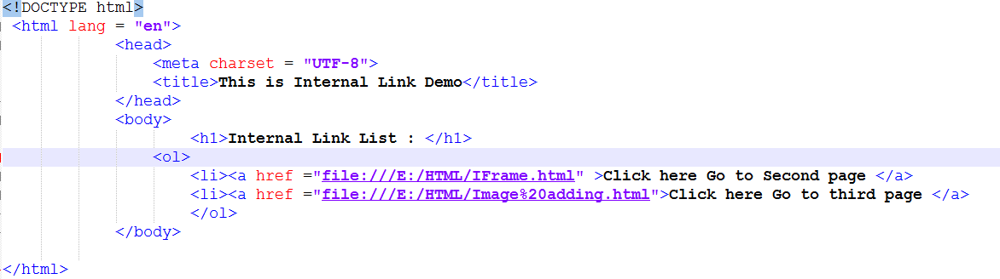 <!DOCTYPE html>
<html lang = "en">
<head>
<meta charset = "UTF-8">
<title>This is Internal Link Demo</title>
</head>
<body>
<h1>Internal Link List : </h1>
<ol>
<li><a href ="file:///E:/HTML/IFrame.html" >Click here Go to Second page </a>
<li><a href ="file:///E:/HTML/Image%20adding.html">Click here Go to third page </a>
</ol>
</body>
</html>